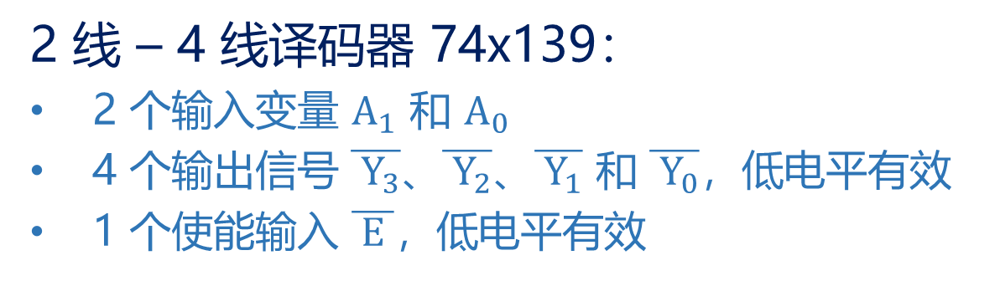 2 线 – 4 线译码器 74x139：
• 2 个输入变量 A₁ 和 A₀
• 4 个输出信号 Y̅₃、Y̅₂、Y̅₁ 和 Y̅₀，低电平有效
• 1 个使能输入 E̅，低电平有效